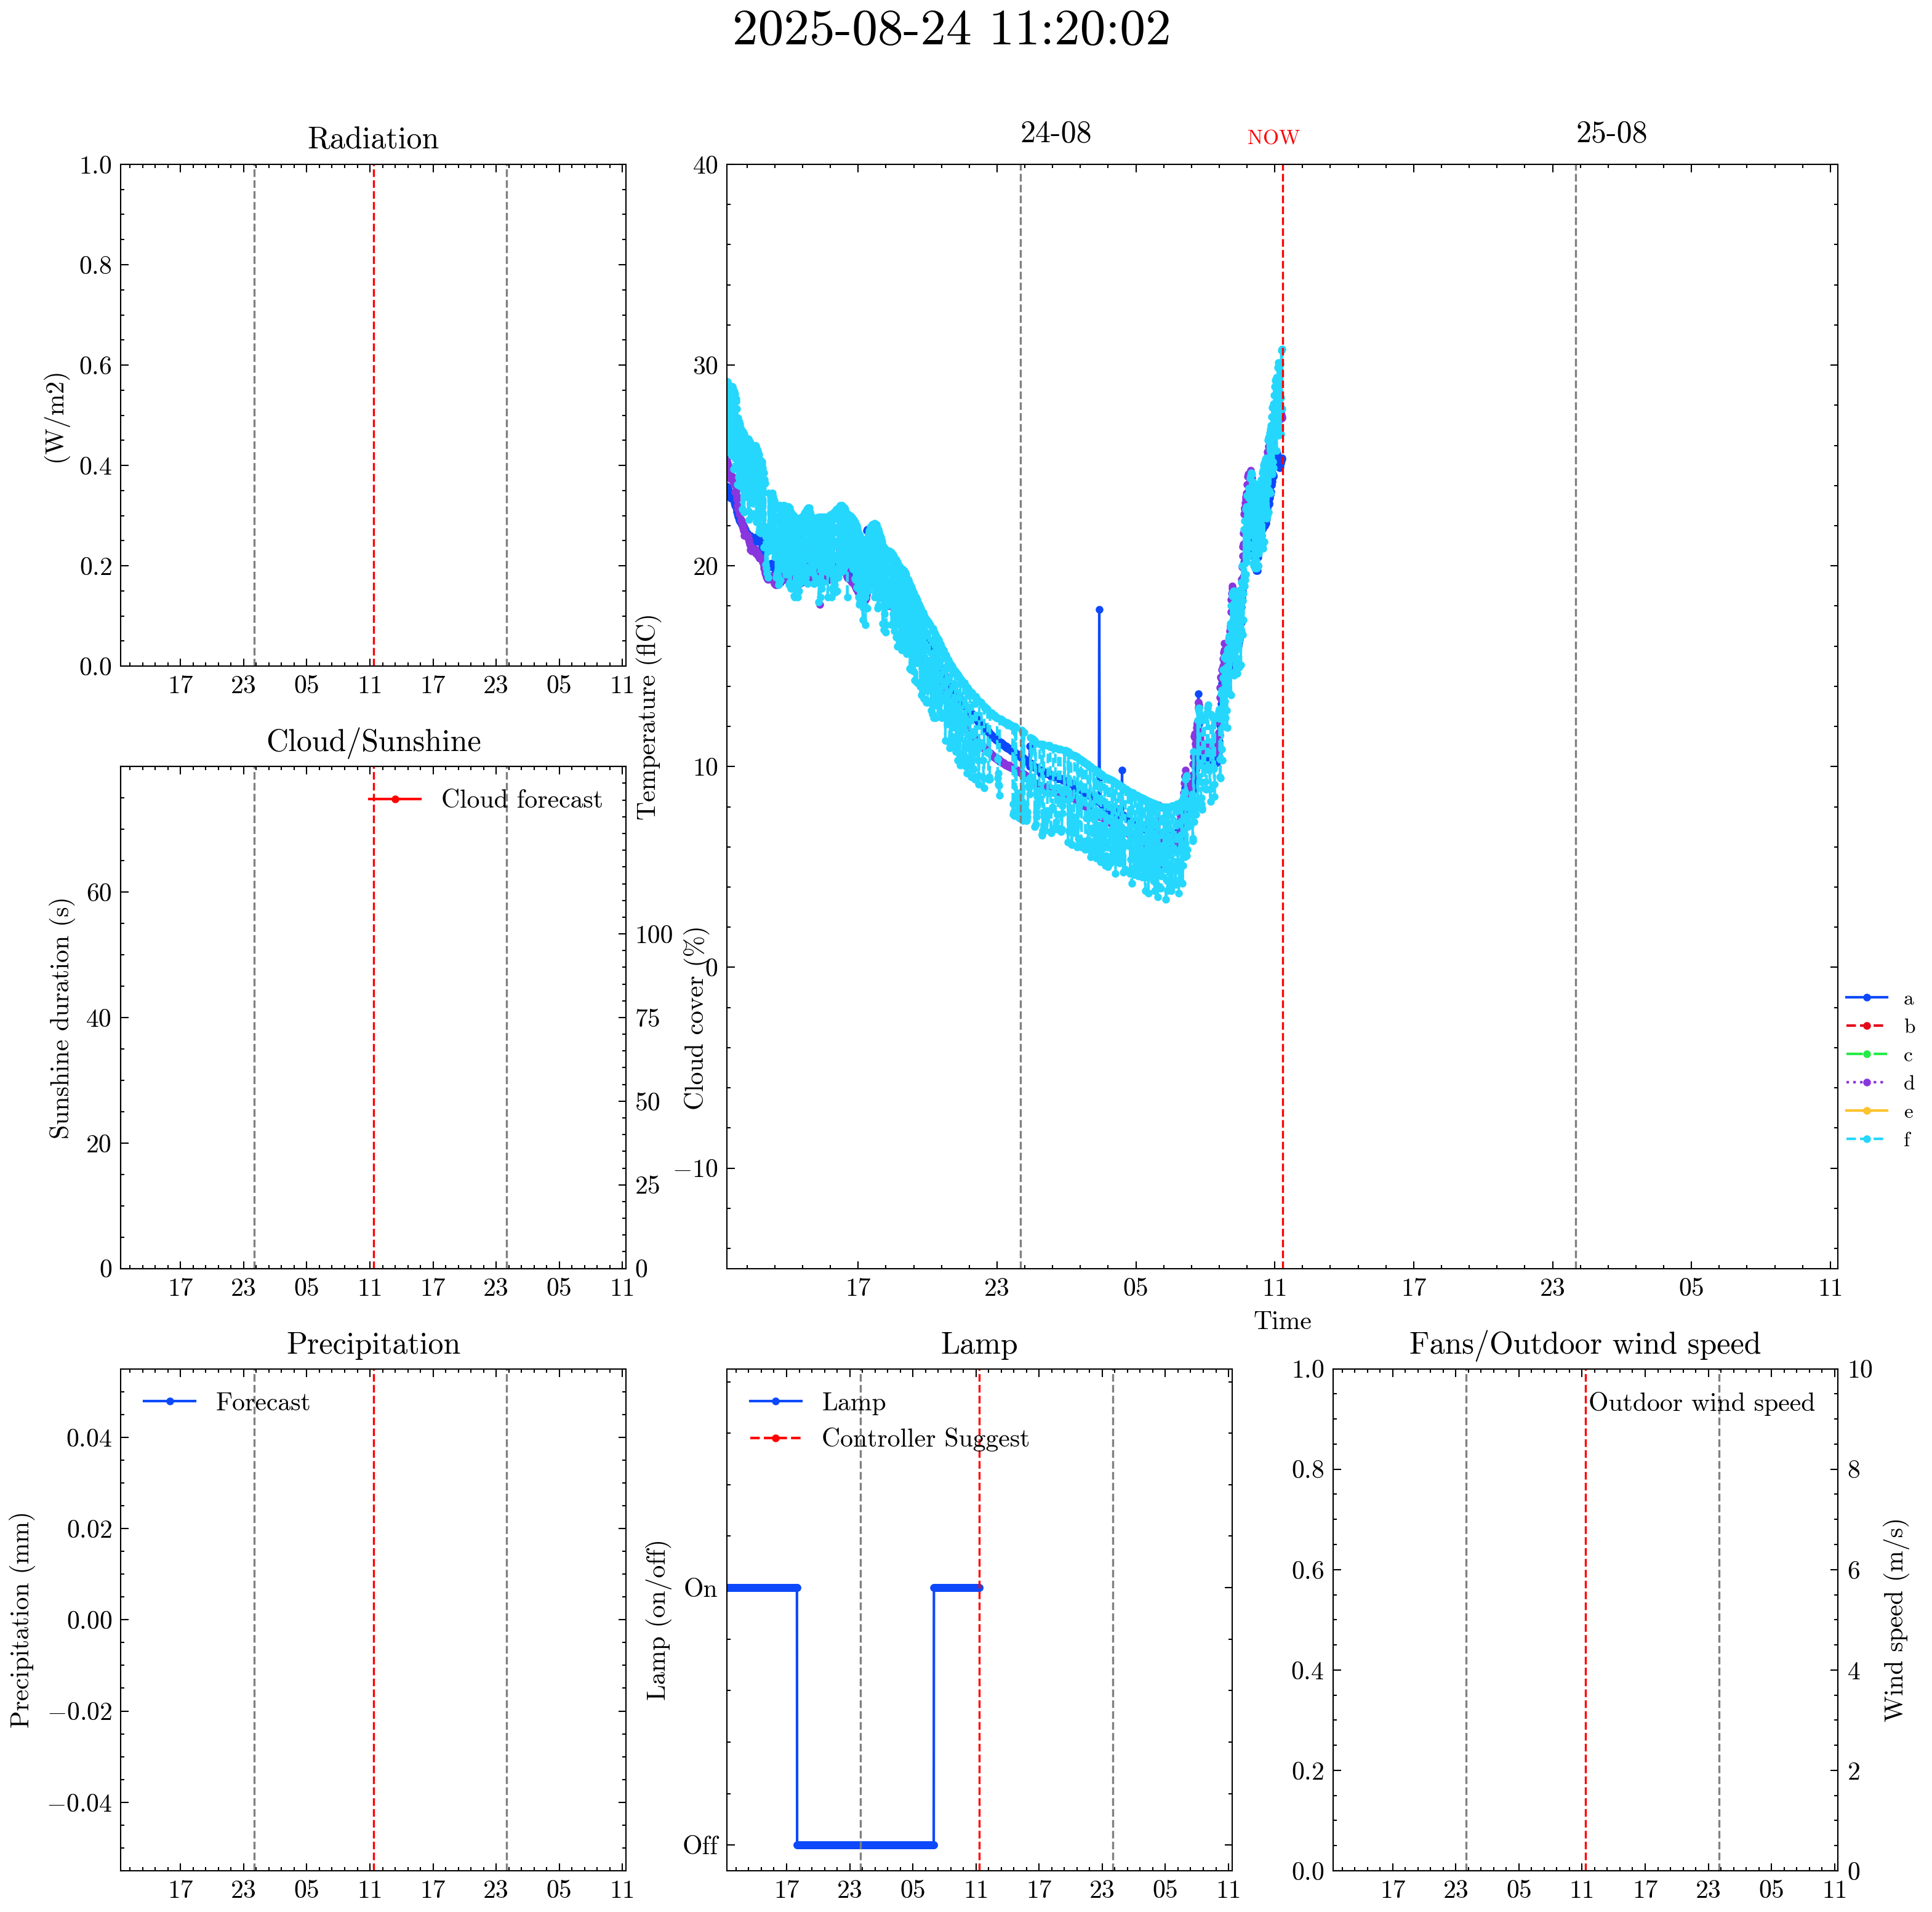 2025-08-24 11:20:02
Radiation
(W/m2)
1.0
0.8
0.6
0.4
0.2
0.0
17 23 05 11 17 23 05 11
24-08
NOW
25-08
Temperature (flC)
40
30
20
10
0
−10
17 23 05 11 17 23 05 11
Time
a
b
c
d
e
f
Cloud/Sunshine
Cloud forecast
Sunshine duration (s)
60
40
20
0
Cloud cover (%)
100
75
50
25
0
17 23 05 11 17 23 05 11
Precipitation
Forecast
Precipitation (mm)
0.04
0.02
0.00
−0.02
−0.04
17 23 05 11 17 23 05 11
Lamp
Lamp
Controller Suggest
Lamp (on/off)
On
Off
17 23 05 11 17 23 05 11
Fans/Outdoor wind speed
Outdoor wind speed
1.0
0.8
0.6
0.4
0.2
0.0
Wind speed (m/s)
10
8
6
4
2
0
17 23 05 11 17 23 05 11